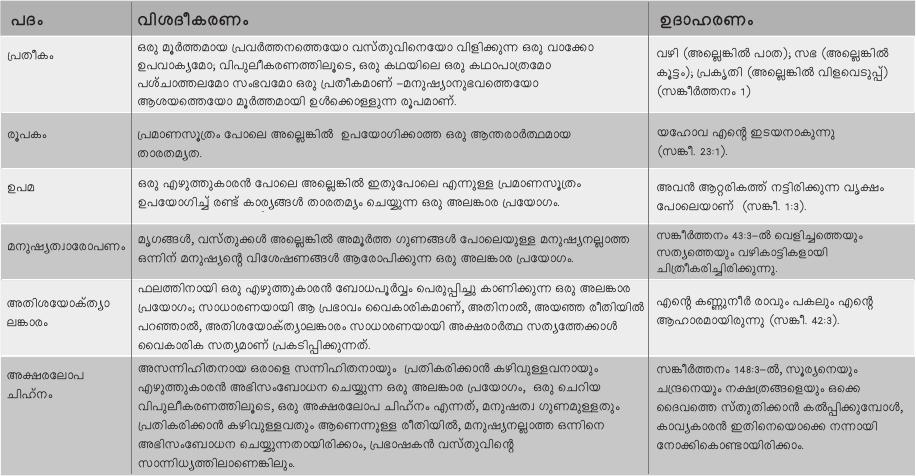 പദം
വിശദീകരണം
ഉദാഹരണം
പ്രതീകം
ഒരു മൂർത്തമായ പ്രവർത്തനത്തെയോ വസ്തുവിനെയോ വിളിക്കുന്ന ഒരു വാക്കോ
ഉപവാക്യമോ; വിപുലീകരണത്തിലൂടെ, ഒരു കഥയിലെ ഒരു കഥാപാത്രമോ
പശ്ചാത്തലമോ സംഭവമോ ഒരു പ്രതീകമാണ് –മനുഷ്യാനുഭവത്തെയോ
ആശയത്തെയോ മൂർത്തമായി ഉൾക്കൊള്ളുന്ന രൂപമാണ്.
വഴി (അല്ലെങ്കിൽ പാത); സഭ (അല്ലെങ്കിൽ
കൂട്ടം); പ്രകൃതി (അല്ലെങ്കിൽ വിളവെടുപ്പ്)
(സങ്കീർത്തനം 1)
രൂപകം
പ്രമാണസൂത്രം പോലെ അല്ലെങ്കിൽ ഉപയോഗിക്കാത്ത ഒരു ആന്തരാർത്ഥമായ
താരതമ്യത.
യഹോവ എന്റെ ഇടയനാകുന്നു
(സങ്കീ. 23:1).
ഉപമ
ഒരു എഴുത്തുകാരൻ പോലെ അല്ലെങ്കിൽ ഇതുപോലെ എന്നുള്ള പ്രമാണസൂത്രം
ഉപയോഗിച്ച് രണ്ട് കാര്യങ്ങൾ താരതമ്യം ചെയ്യുന്ന ഒരു അലങ്കാര പ്രയോഗം.
അവൻ ആറ്റരികത്ത് നട്ടിരിക്കുന്ന വൃക്ഷം
പോലെയാണ് (സങ്കീ. 1:3).
മനുഷ്യത്വാരോപണം
മൃഗങ്ങൾ, വസ്തുക്കൾ അല്ലെങ്കിൽ അമൂർത്ത ഗുണങ്ങൾ പോലെയുള്ള മനുഷ്യനല്ലാത്ത
ഒന്നിന് മനുഷ്യന്റെ വിശേഷണങ്ങൾ ആരോപിക്കുന്ന ഒരു അലങ്കാര പ്രയോഗം.
സങ്കീർത്തനം 43:3–ൽ വെളിച്ചത്തെയും
സത്യത്തെയും വഴികാട്ടികളായി
ചിത്രീകരിച്ചിരിക്കുന്നു.
അതിശയോക്ത്യാ
ലങ്കാരം
ഫലത്തിനായി ഒരു എഴുത്തുകാരൻ ബോധപൂർവ്വം പെരുപ്പിച്ചു കാണിക്കുന്ന ഒരു അലങ്കാര
പ്രയോഗം; സാധാരണയായി ആ പ്രഭാവം വൈകാരികമാണ്, അതിനാൽ, അയഞ്ഞ രീതിയിൽ
പറഞ്ഞാൽ, അതിശയോക്ത്യാലങ്കാരം സാധാരണയായി അക്ഷരാർത്ഥ സത്യത്തേക്കാൾ
വൈകാരിക സത്യമാണ് പ്രകടിപ്പിക്കുന്നത്.
എന്റെ കണ്ണുനീർ രാവും പകലും എന്റെ
ആഹാരമായിരുന്നു (സങ്കീ. 42:3).
അക്ഷരലോപ
ചിഹ്നം
അസന്നിഹിതനായ ഒരാളെ സന്നിഹിതനായും പ്രതികരിക്കാൻ കഴിവുള്ളവനായും
എഴുത്തുകാരൻ അഭിസംബോധന ചെയ്യുന്ന ഒരു അലങ്കാര പ്രയോഗം, ഒരു ചെറിയ
വിപുലീകരണത്തിലൂടെ, ഒരു അക്ഷരലോപ ചിഹ്നം എന്നത്, മനുഷത്വ ഗുണമുള്ളതും
പ്രതികരിക്കാൻ കഴിവുള്ളവതും ആണെന്നുള്ള രീതിയിൽ, മനുഷ്യനല്ലാത്ത ഒന്നിനെ
അഭിസംബോധന ചെയ്യുന്നതായിരിക്കാം, പ്രഭാഷകൻ വസ്തുവിന്റെ
സാന്നിധ്യത്തിലാണെങ്കിലും.
സങ്കീർത്തനം 148:3–ൽ, സൂര്യനെയും
ചന്ദ്രനെയും നക്ഷത്രങ്ങളെയും ഒക്കെ
ദൈവത്തെ സ്തുതിക്കാൻ കൽപ്പിക്കുമ്പോൾ,
കാവ്യകാരൻ ഇതിനെയൊക്കെ നന്നായി
നോക്കികൊണ്ടായിരിക്കാം.